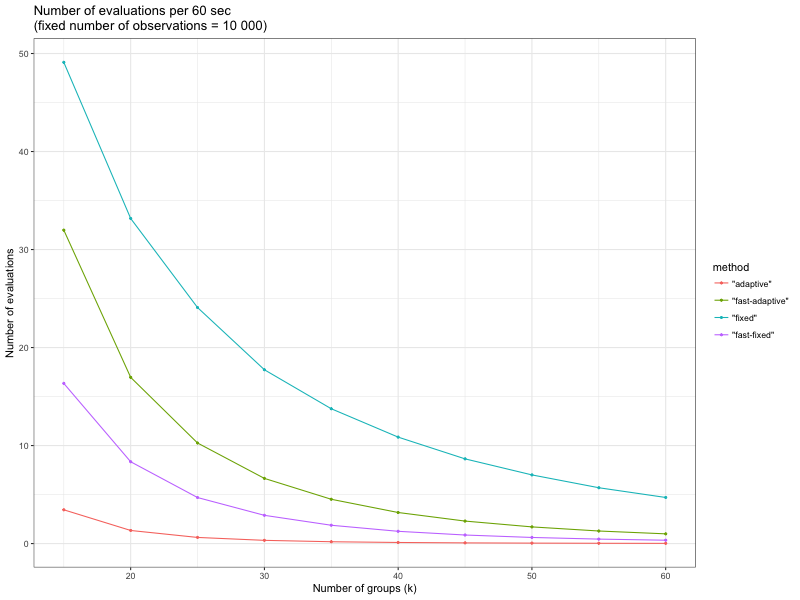 Number of evaluations per 60 sec
(fixed number of observations = 10 000)
50
40
30
20
10
0
Number of evaluations
20
30
40
50
60
Number of groups (k)
method
"adaptive"
"fast-adaptive"
"fixed"
"fast-fixed"